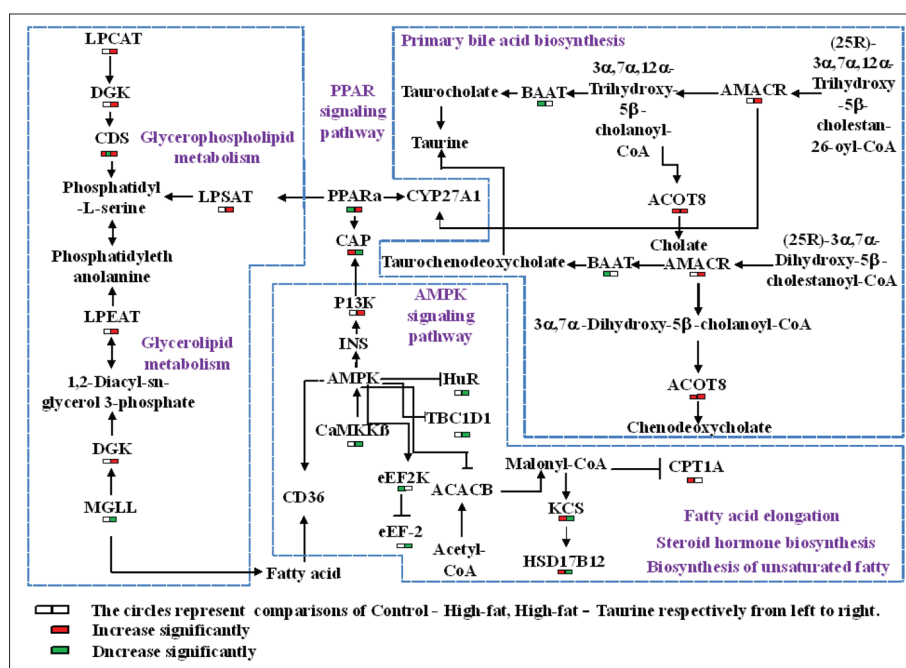 LPCAT
DGK
CDS
Glycerophospholipid
metabolism
Phosphatidyl
-L-serine
LPSAT
Phosphatidyleth
anolamine
LPEAT
Glycerolipid
metabolism
1,2-Diacyl-sn-
glycerol 3-phosphate
DGK
MGLL
Fatty acid
PPAR
signaling
pathway
PPARa
CYP27A1
CAP
P13K
INS
AMPK
signaling
pathway
AMPK
HuR
TBC1D1
CaMKKß
eEF2K
eEF-2
CD36
ACACB
Acetyl-
CoA
Malonyl-CoA
CPT1A
KCS
HSD17B12
Fatty acid elongation
Steroid hormone biosynthesis
Biosynthesis of unsaturated fatty
Primary bile acid biosynthesis
Taurocholate
BAAT
3α,7α,12α-
Trihydroxy-
5β-
cholanoyl-
CoA
AMACR
(25R)-
3α,7α,12α-
Trihydroxy-
5β-
cholestan-
26-oyl-CoA
Taurine
ACOT8
Cholate
Taurochenodeoxycholate
BAAT
AMACR
(25R)-3α,7α-
Dihydroxy-5β-
cholestanoyl-CoA
3α,7α-Dihydroxy-5β-cholanoyl-CoA
ACOT8
Chenodeoxycholate
The circles represent comparisons of Control - High-fat, High-fat – Taurine respectively from left to right.
Increase significantly
Dncrease significantly